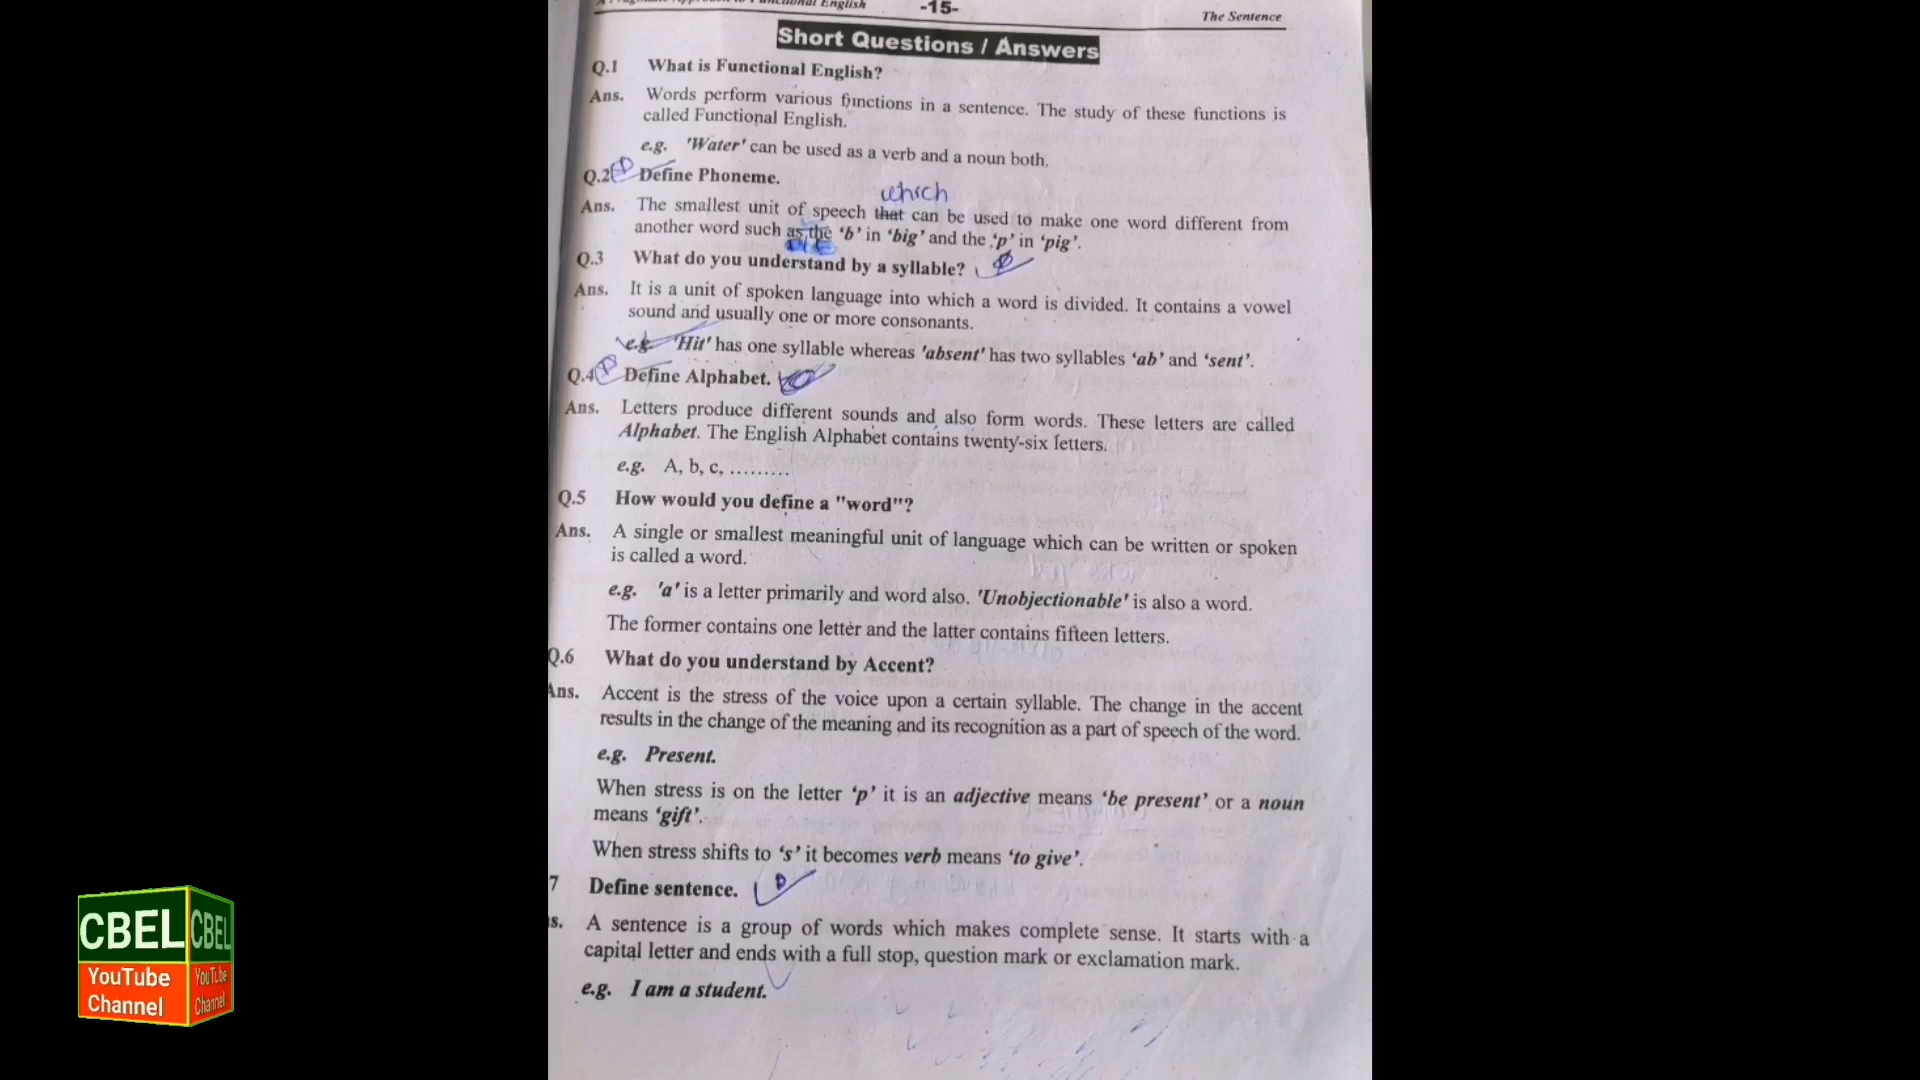 A Pragmatic Approach to Functional English -15- The Sentence
Short Questions / Answers
Q.1 What is Functional English?
Ans. Words perform various functions in a sentence. The study of these functions is
called Functional English.
e.g. 'Water' can be used as a verb and a noun both.
Q.2 Define Phoneme.
which
Ans. The smallest unit of speech that can be used to make one word different from
another word such as the 'b' in 'big' and the 'p' in 'pig'.
Q.3 What do you understand by a syllable?
Ans. It is a unit of spoken language into which a word is divided. It contains a vowel
sound and usually one or more consonants.
e.g. 'Hit' has one syllable whereas 'absent' has two syllables 'ab' and 'sent'.
Q.4 Define Alphabet.
Ans. Letters produce different sounds and also form words. These letters are called
Alphabet. The English Alphabet contains twenty-six letters.
e.g. A, b, c, .........
Q.5 How would you define a "word"?
Ans. A single or smallest meaningful unit of language which can be written or spoken
is called a word.
e.g. 'a' is a letter primarily and word also. 'Unobjectionable' is also a word.
The former contains one letter and the latter contains fifteen letters.
Q.6 What do you understand by Accent?
Ans. Accent is the stress of the voice upon a certain syllable. The change in the accent
results in the change of the meaning and its recognition as a part of speech of the word.
e.g. Present.
When stress is on the letter 'p' it is an adjective means 'be present' or a noun
means 'gift'.
When stress shifts to 's' it becomes verb means 'to give'.
7 Define sentence.
s. A sentence is a group of words which makes complete sense. It starts with a
capital letter and ends with a full stop, question mark or exclamation mark.
e.g. I am a student.
CBEL CBEL
YouTube YouTube
Channel Channel